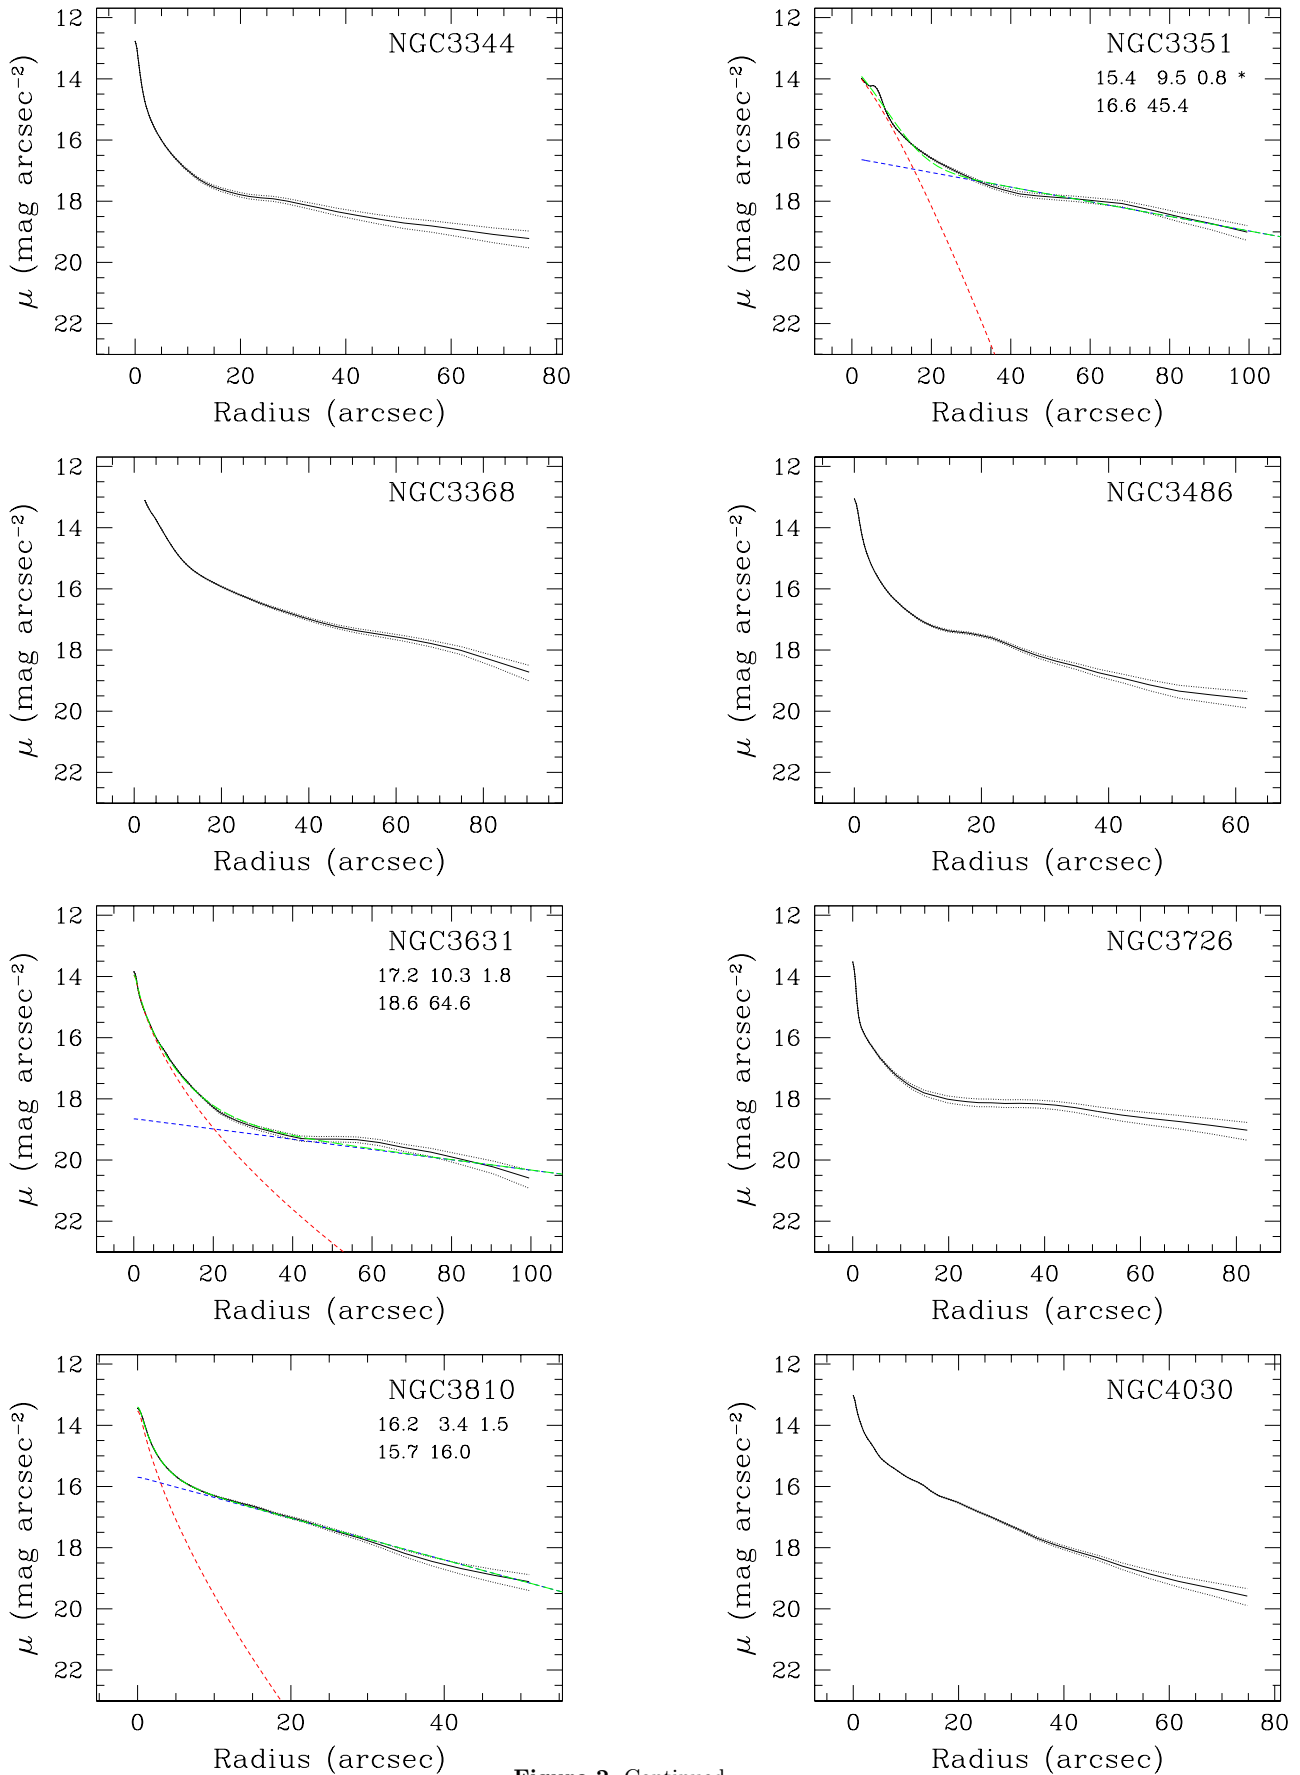 NGC3344
12
14
16
18
20
22
μ (mag arcsec⁻²)
0 20 40 60 80
Radius (arcsec)
NGC3351
15.4 9.5 0.8 *
16.6 45.4
12
14
16
18
20
22
μ (mag arcsec⁻²)
0 20 40 60 80 100
Radius (arcsec)
NGC3368
12
14
16
18
20
22
μ (mag arcsec⁻²)
0 20 40 60 80
Radius (arcsec)
NGC3486
12
14
16
18
20
22
μ (mag arcsec⁻²)
0 20 40 60
Radius (arcsec)
NGC3631
17.2 10.3 1.8
18.6 64.6
12
14
16
18
20
22
μ (mag arcsec⁻²)
0 20 40 60 80 100
Radius (arcsec)
NGC3726
12
14
16
18
20
22
μ (mag arcsec⁻²)
0 20 40 60 80
Radius (arcsec)
NGC3810
16.2 3.4 1.5
15.7 16.0
12
14
16
18
20
22
μ (mag arcsec⁻²)
0 20 40
Radius (arcsec)
NGC4030
12
14
16
18
20
22
μ (mag arcsec⁻²)
0 20 40 60 80
Radius (arcsec)